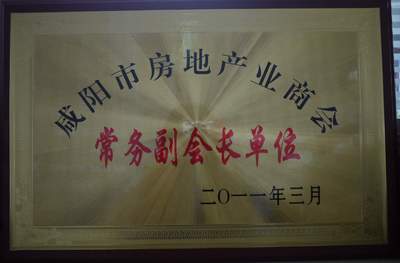 咸阳市房地产业商会
常务副会长单位
二〇一一年三月